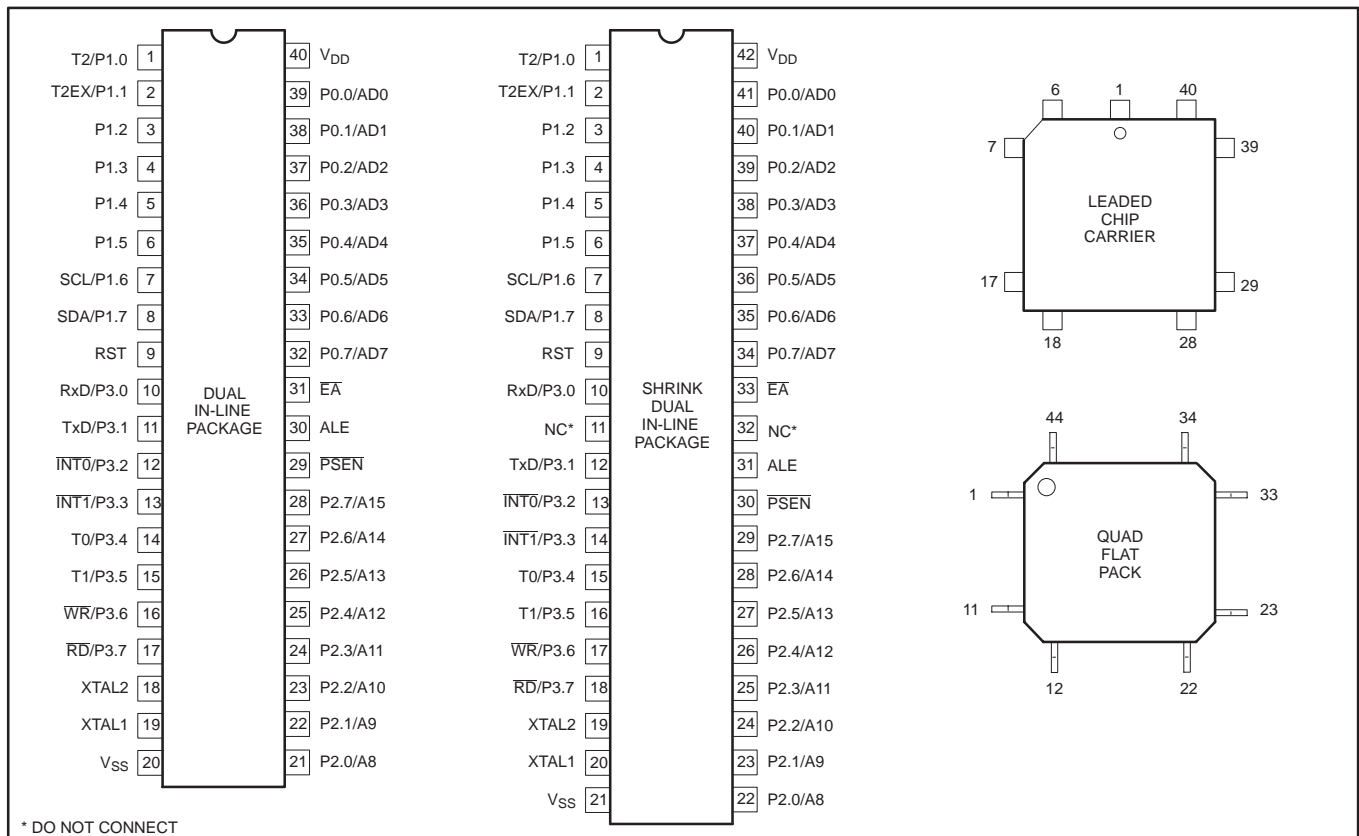 T2/P1.0 1 40 VDD
T2EX/P1.1 2 39 P0.0/AD0
P1.2 3 38 P0.1/AD1
P1.3 4 37 P0.2/AD2
P1.4 5 36 P0.3/AD3
P1.5 6 35 P0.4/AD4
SCL/P1.6 7 34 P0.5/AD5
SDA/P1.7 8 33 P0.6/AD6
RST 9 32 P0.7/AD7
RxD/P3.0 10 31 E̅A̅
TxD/P3.1 11 30 ALE
I̅N̅T̅0̅/P3.2 12 29 P̅S̅E̅N̅
I̅N̅T̅1̅/P3.3 13 28 P2.7/A15
T0/P3.4 14 27 P2.6/A14
T1/P3.5 15 26 P2.5/A13
W̅R̅/P3.6 16 25 P2.4/A12
R̅D̅/P3.7 17 24 P2.3/A11
XTAL2 18 23 P2.2/A10
XTAL1 19 22 P2.1/A9
VSS 20 21 P2.0/A8
DUAL
IN-LINE
PACKAGE
T2/P1.0 1 42 VDD
T2EX/P1.1 2 41 P0.0/AD0
P1.2 3 40 P0.1/AD1
P1.3 4 39 P0.2/AD2
P1.4 5 38 P0.3/AD3
P1.5 6 37 P0.4/AD4
SCL/P1.6 7 36 P0.5/AD5
SDA/P1.7 8 35 P0.6/AD6
RST 9 34 P0.7/AD7
RxD/P3.0 10 33 E̅A̅
NC* 11 32 NC*
TxD/P3.1 12 31 ALE
I̅N̅T̅0̅/P3.2 13 30 P̅S̅E̅N̅
I̅N̅T̅1̅/P3.3 14 29 P2.7/A15
T0/P3.4 15 28 P2.6/A14
T1/P3.5 16 27 P2.5/A13
W̅R̅/P3.6 17 26 P2.4/A12
R̅D̅/P3.7 18 25 P2.3/A11
XTAL2 19 24 P2.2/A10
XTAL1 20 23 P2.1/A9
VSS 21 22 P2.0/A8
SHRINK
DUAL
IN-LINE
PACKAGE
6 1 40
7 39
LEADED
CHIP
CARRIER
17 29
18 28
44 34
1 33
QUAD
FLAT
PACK
11 23
12 22
* DO NOT CONNECT